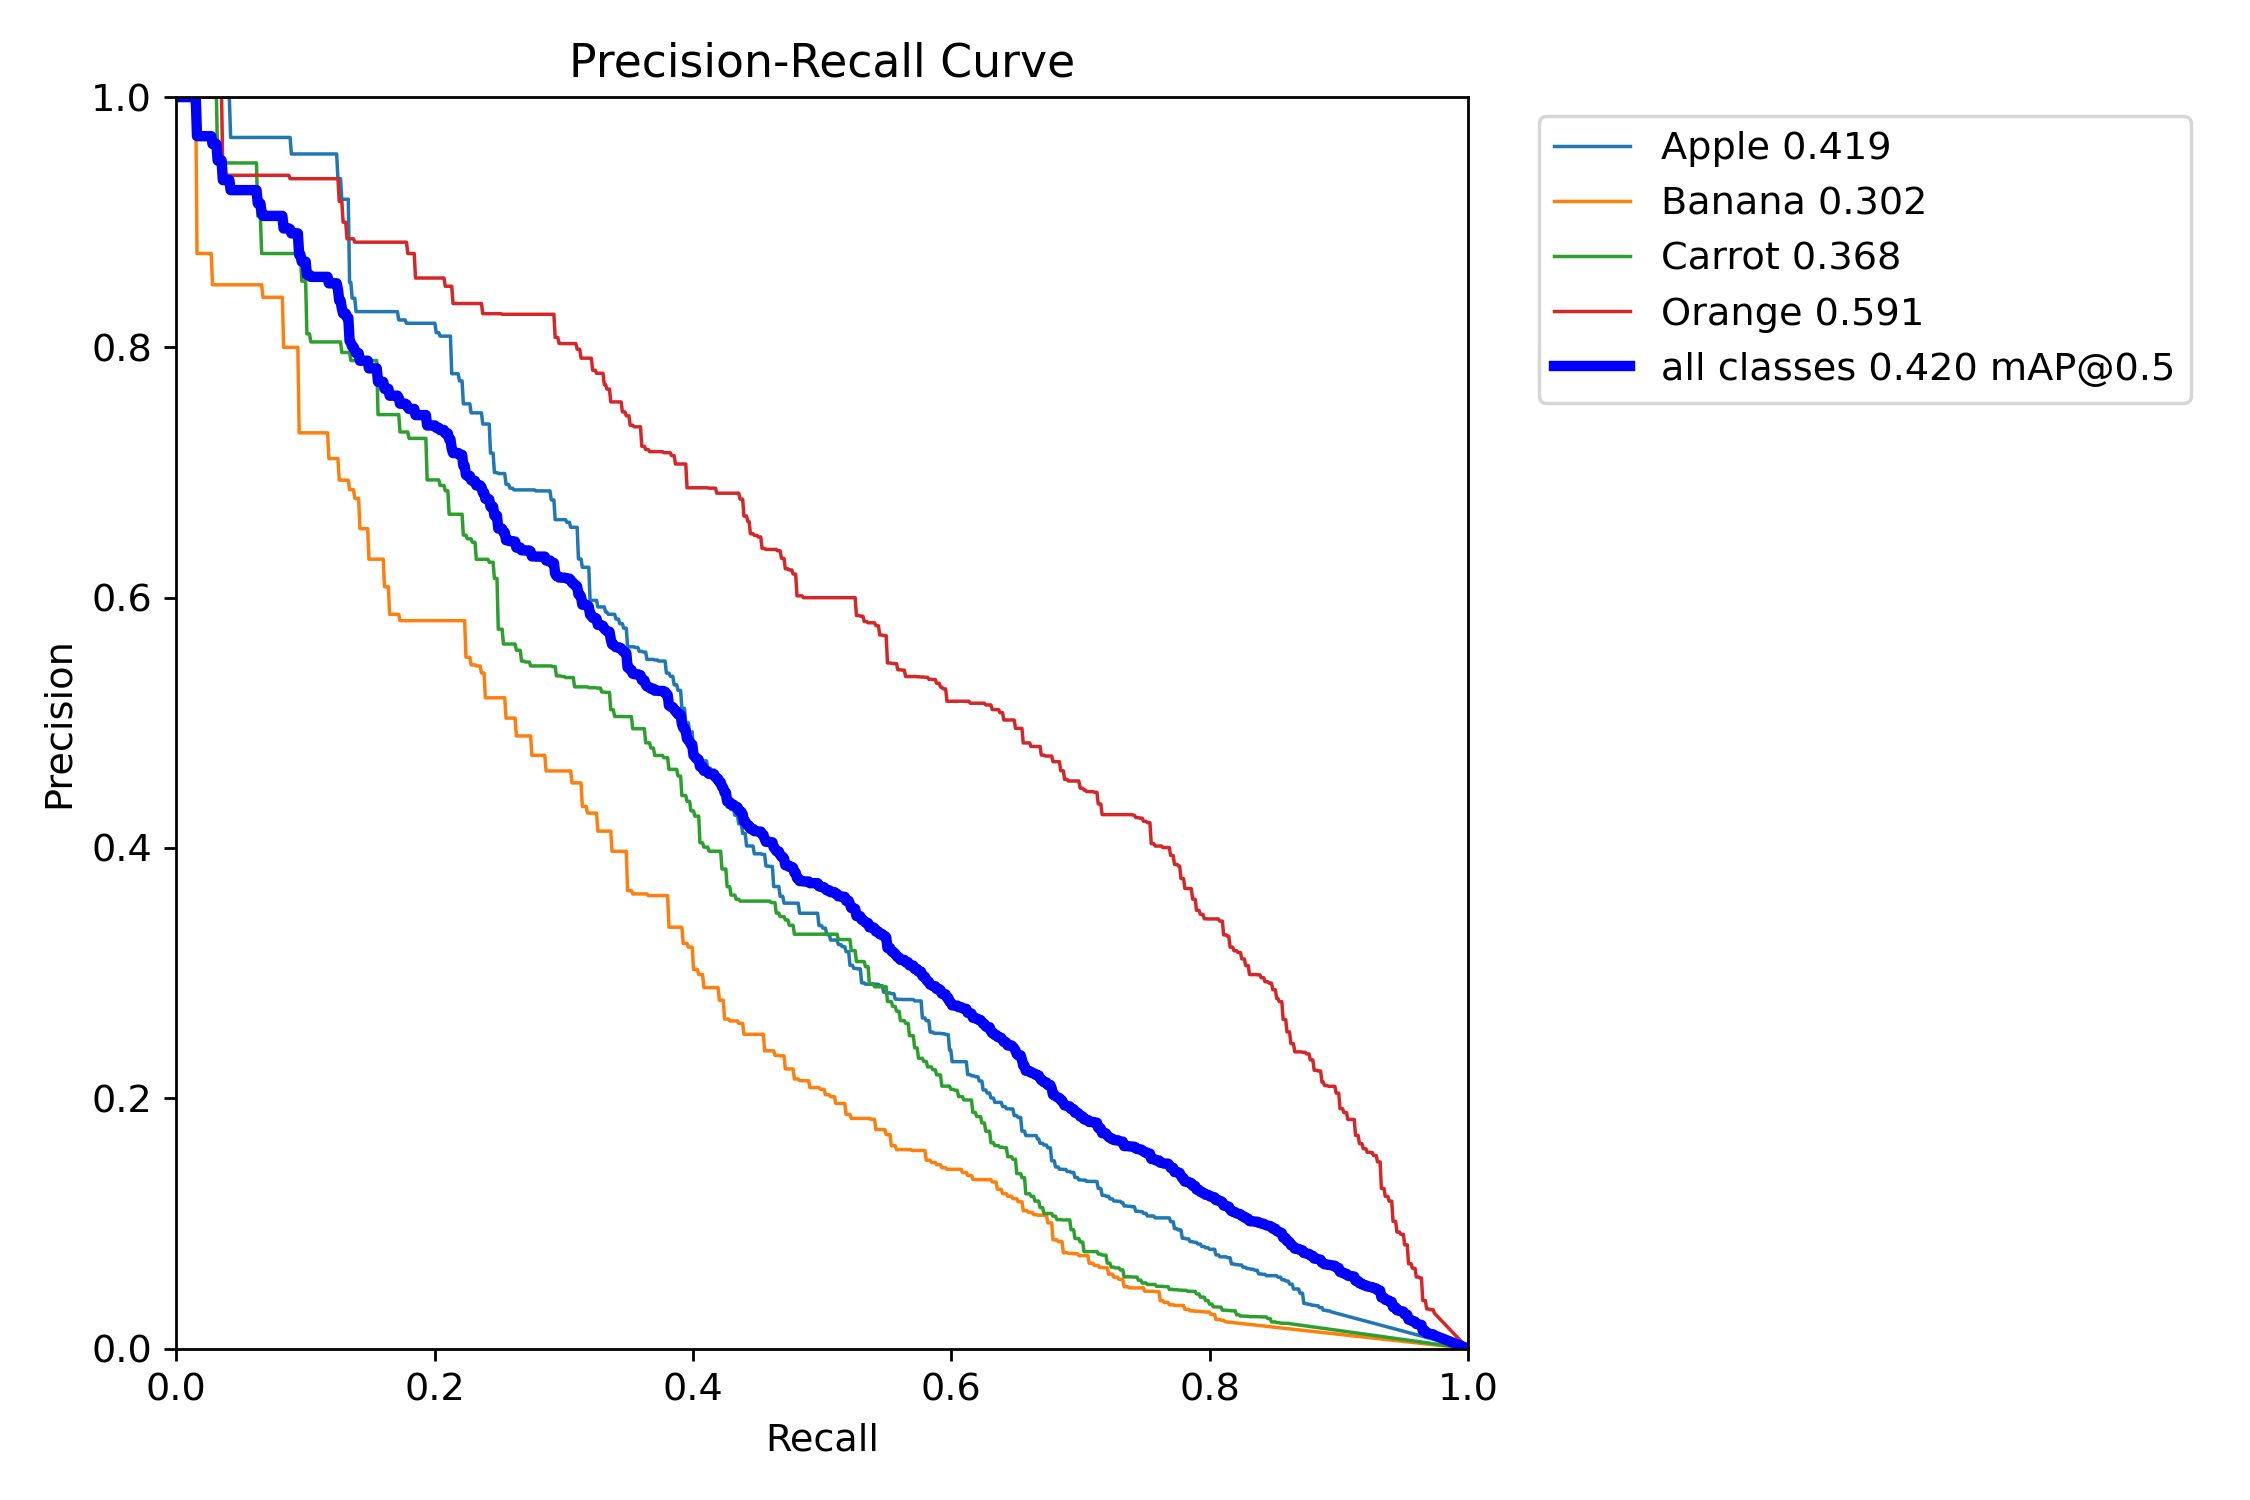 Precision-Recall Curve
1.0
0.8
0.6
0.4
0.2
0.0
Precision
0.0 0.2 0.4 0.6 0.8 1.0
Recall
Apple 0.419
Banana 0.302
Carrot 0.368
Orange 0.591
all classes 0.420 mAP@0.5